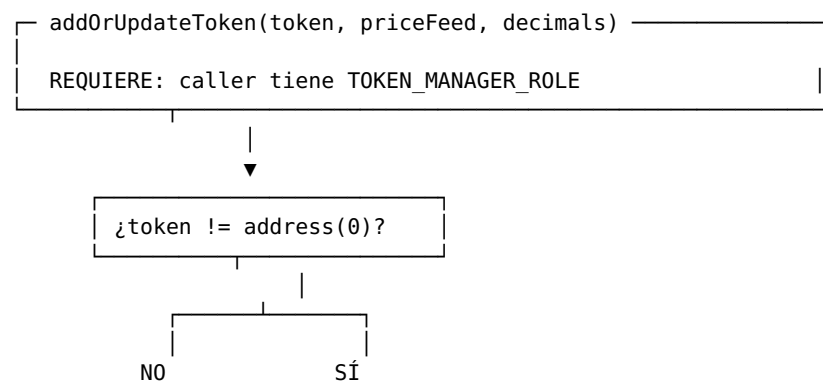 addOrUpdateToken(token, priceFeed, decimals)
REQUIERE: caller tiene TOKEN_MANAGER_ROLE
¿token != address(0)?
NO SÍ